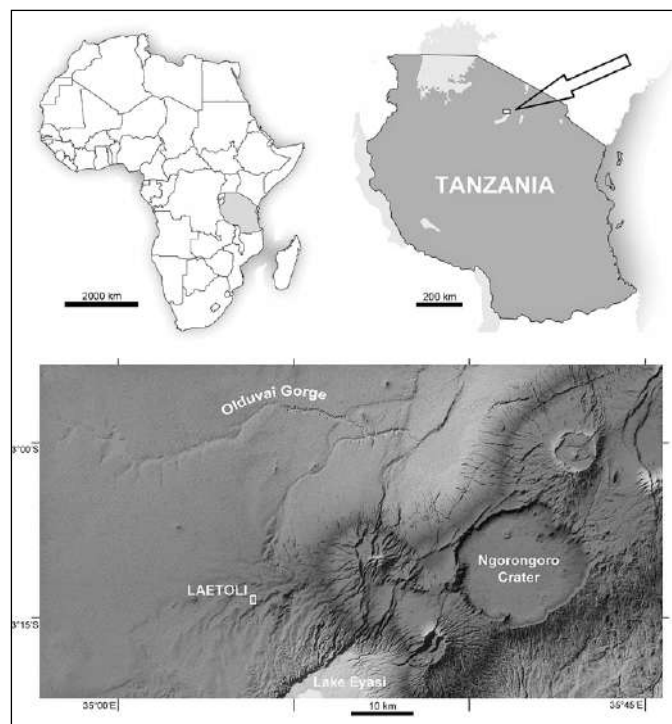 2000 km
TANZANIA
200 km
Olduvai Gorge
3°00'S
Ngorongoro
Crater
LAETOLI
3°15'S
Lake Eyasi
35°00'E
10 km
35°45'E